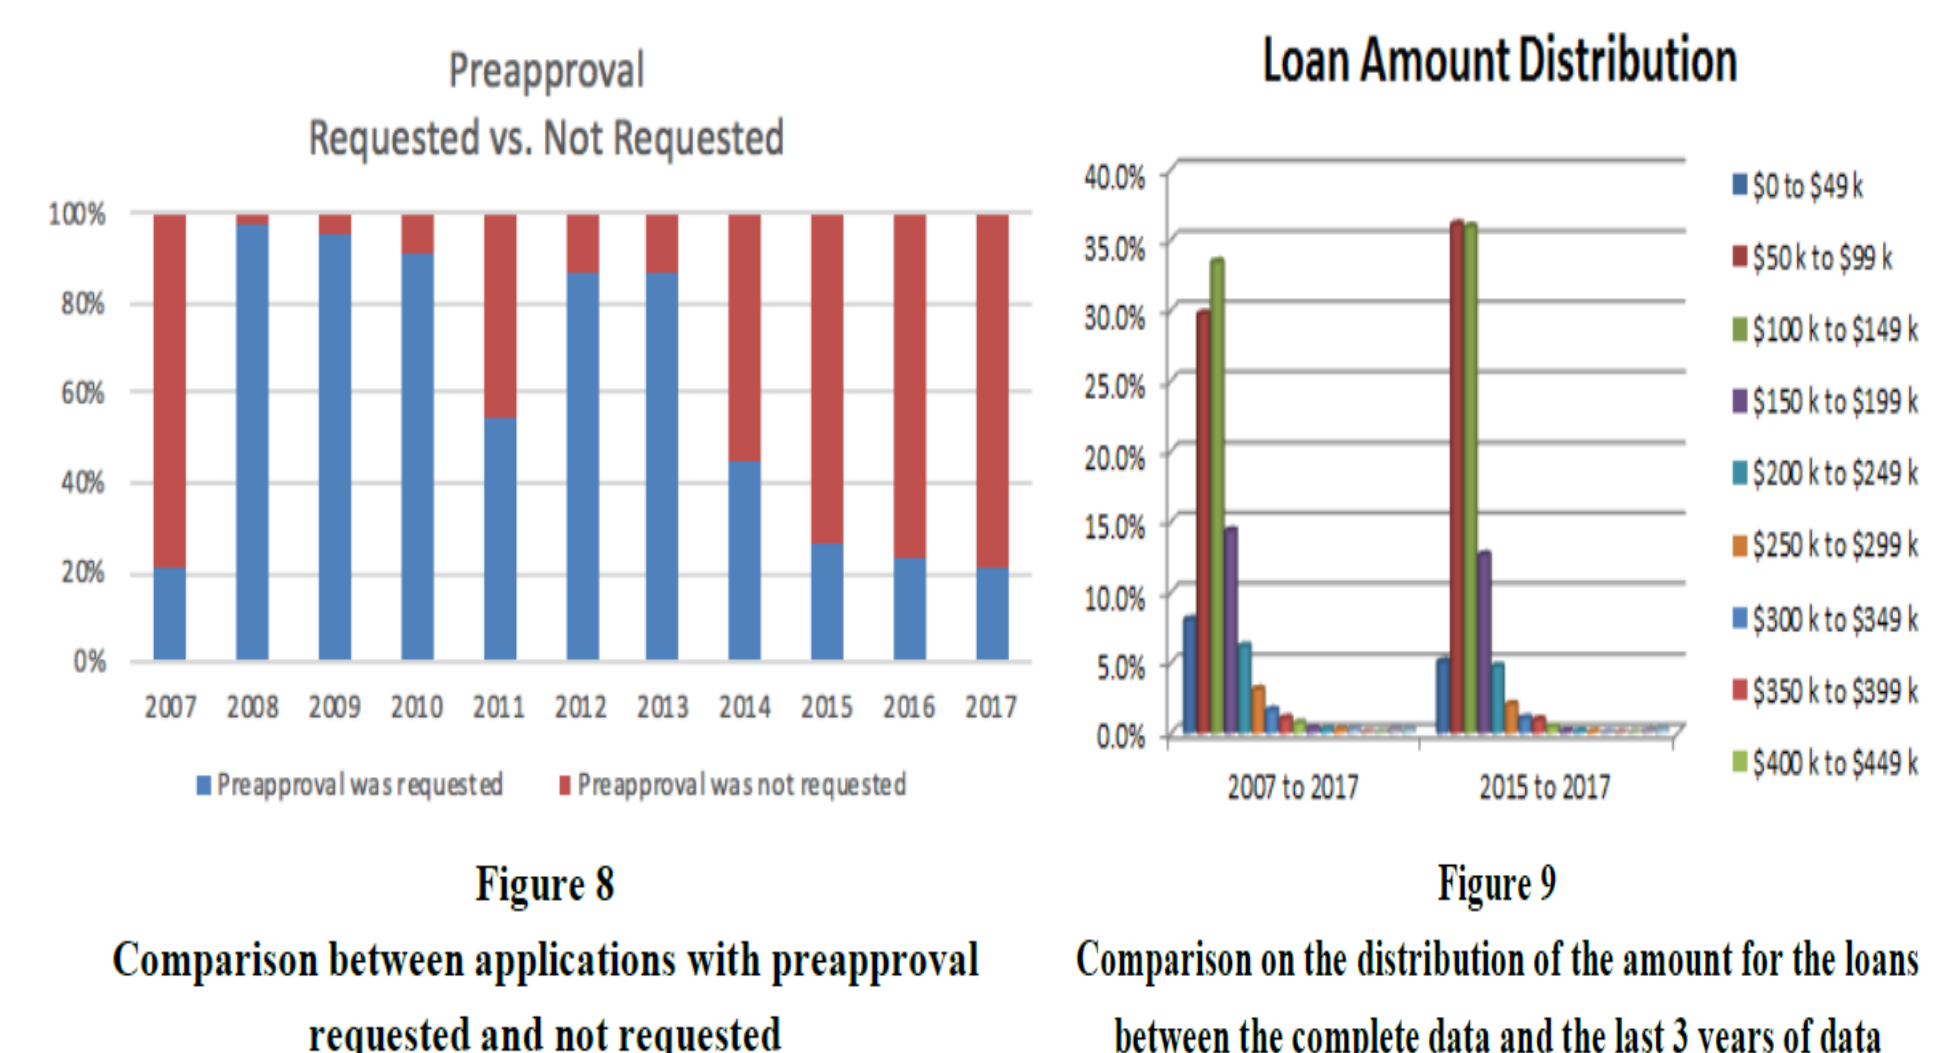 Preapproval
Requested vs. Not Requested
100%
80%
60%
40%
20%
0%
2007 2008 2009 2010 2011 2012 2013 2014 2015 2016 2017
Preapproval was requested Preapproval was not requested
Figure 8
Comparison between applications with preapproval
requested and not requested
Loan Amount Distribution
40.0%
35.0%
30.0%
25.0%
20.0%
15.0%
10.0%
5.0%
0.0%
2007 to 2017 2015 to 2017
$0 to $49 k
$50 k to $99 k
$100 k to $149 k
$150 k to $199 k
$200 k to $249 k
$250 k to $299 k
$300 k to $349 k
$350 k to $399 k
$400 k to $449 k
Figure 9
Comparison on the distribution of the amount for the loans
between the complete data and the last 3 years of data